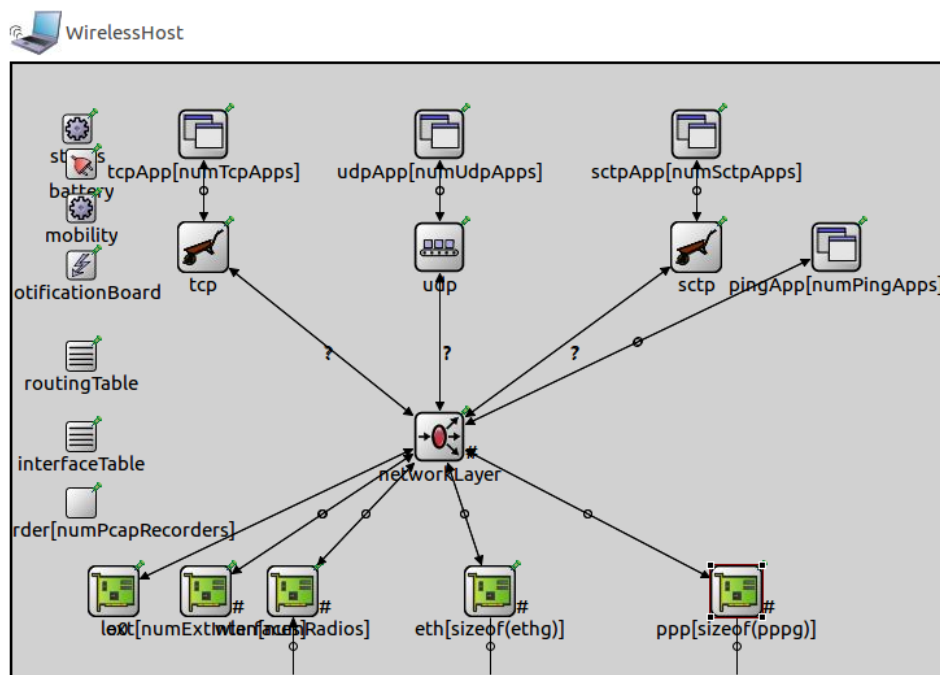 WirelessHost
tcpApp[numTcpApps]
udpApp[numUdpApps]
sctpApp[numSctpApps]
battery
mobility
otificationBoard
tcp
udp
sctp
pingApp[numPingApps]
?
?
?
routingTable
interfaceTable
#
networkLayer
rder[numPcapRecorders]
#
#
#
#
eth[sizeof(ethg)]
ppp[sizeof(pppg)]